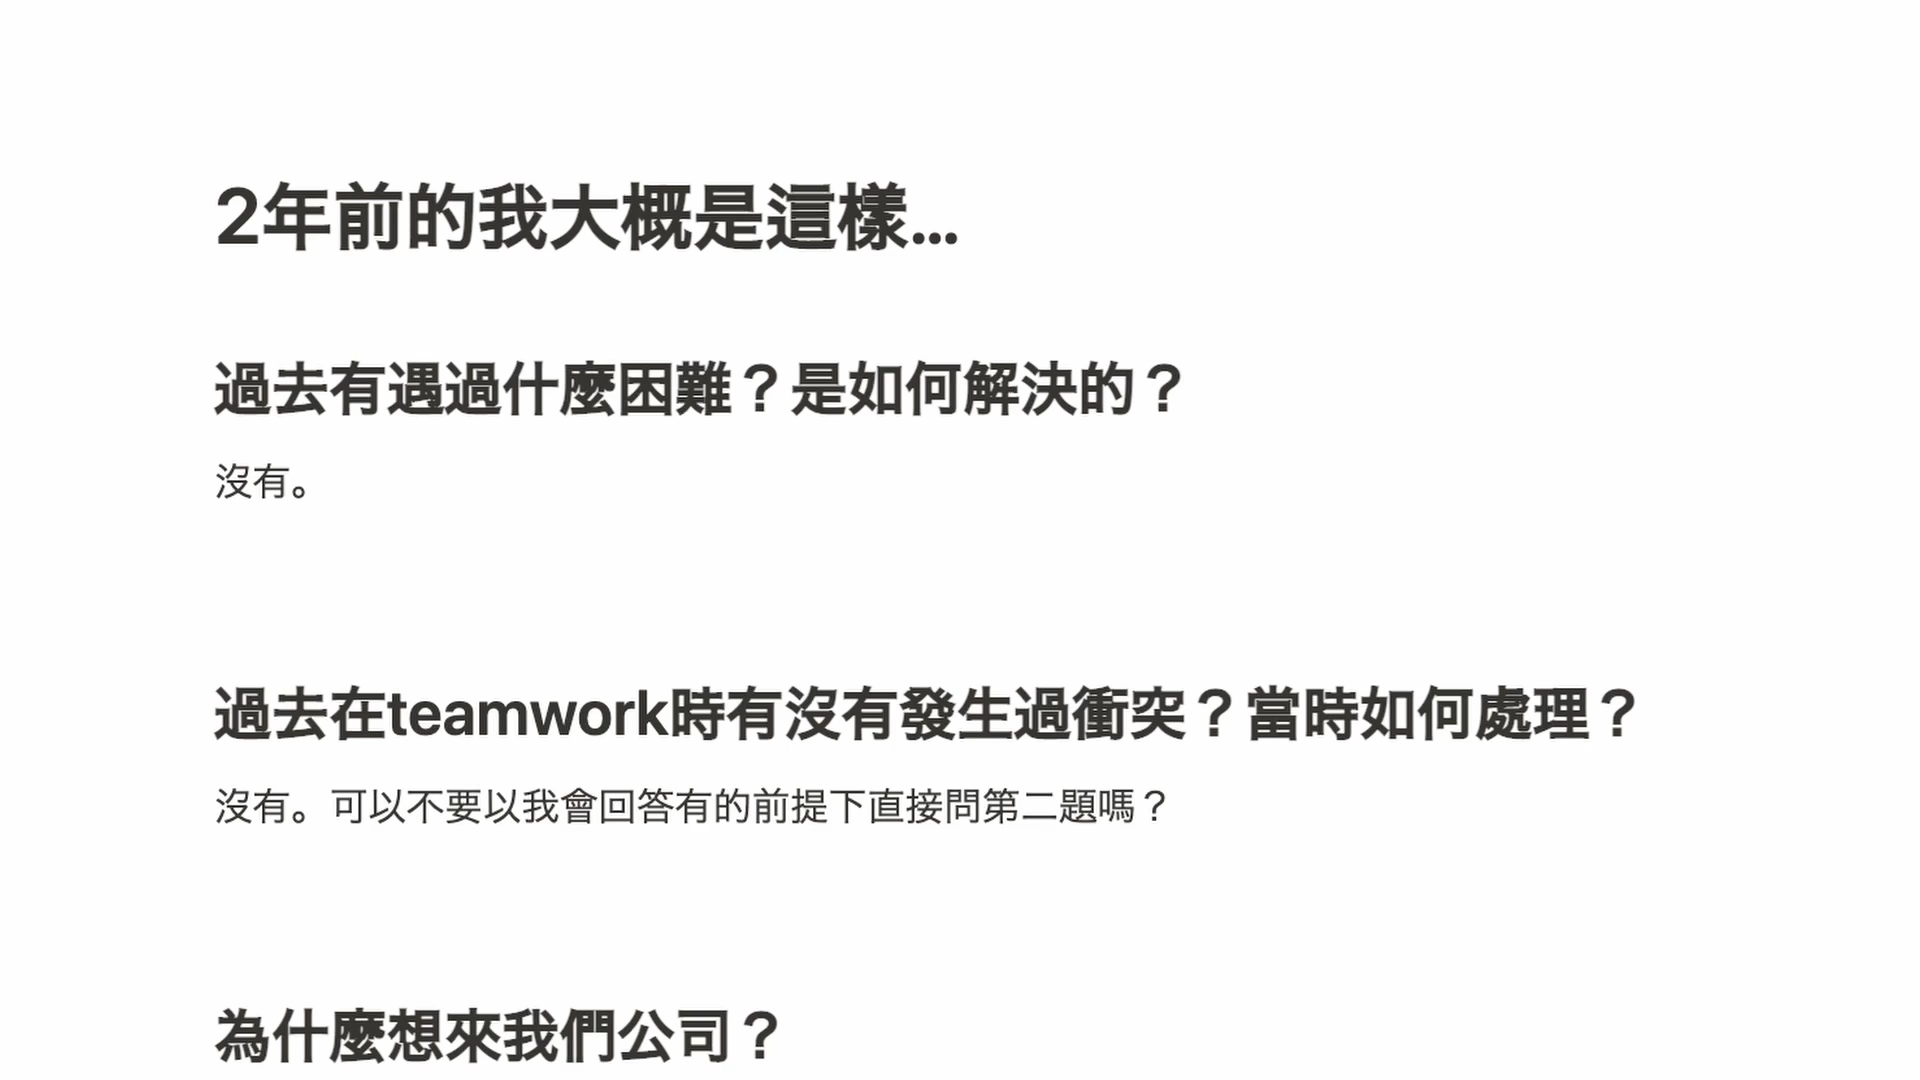 2年前的我大概是這樣...
過去有遇過什麼困難？是如何解決的？
沒有。
過去在teamwork時有沒有發生過衝突？當時如何處理？
沒有。可以不要以我會回答有的前提下直接問第二題嗎？
為什麼想來我們公司？